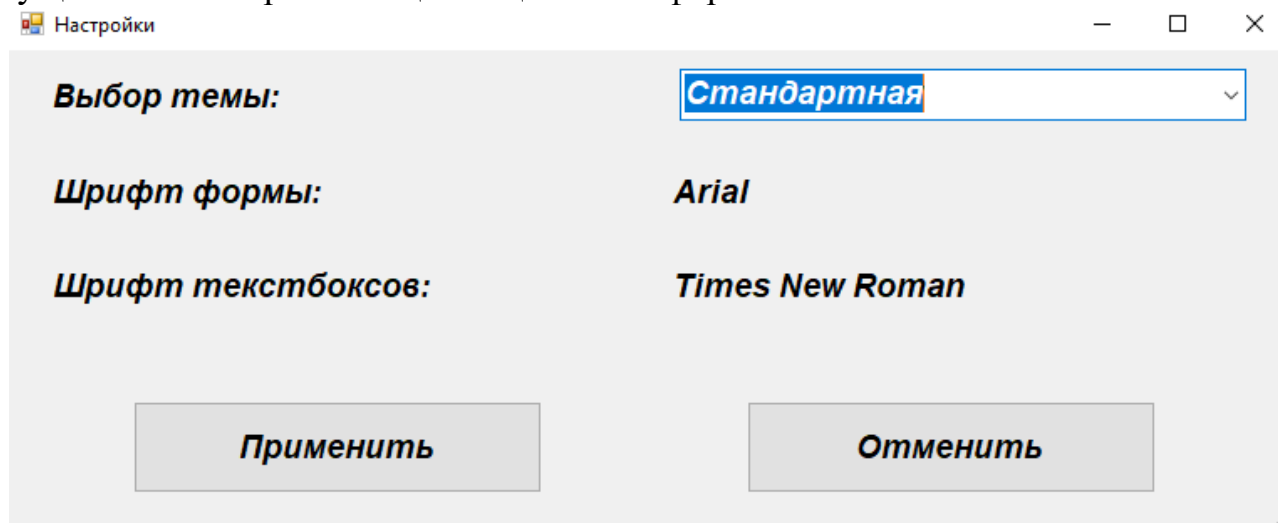 Настройки
Выбор темы: Стандартная
Шрифт формы: Arial
Шрифт текстбоксов: Times New Roman
Применить Отменить